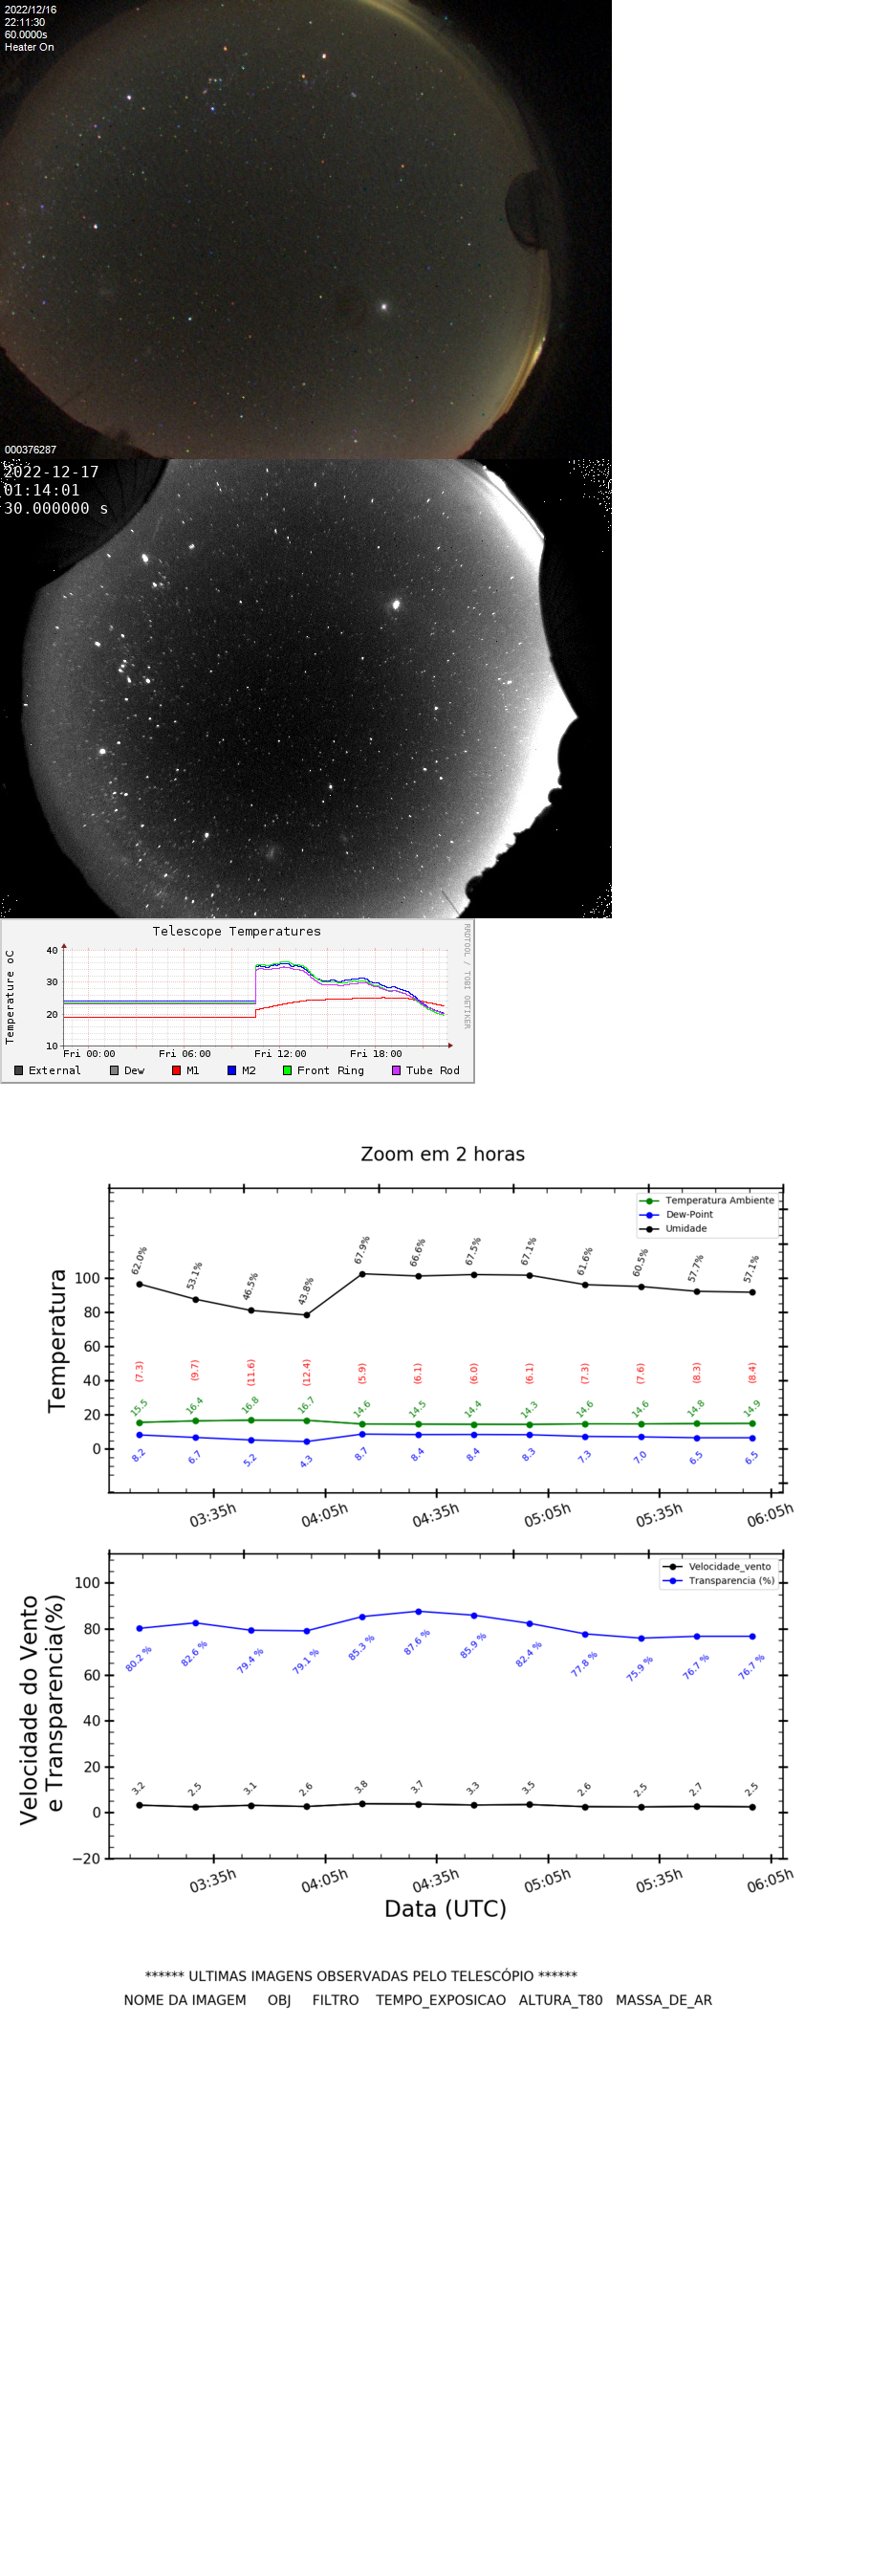 2022/12/16
22:11:30
60.0000s
Heater On
000376287
2022-12-17
01:14:01
30.000000 s
Telescope Temperatures
RRDTOOL / TOBI OETIKER
Temperature oC
40
30
20
10
Fri 00:00 Fri 06:00 Fri 12:00 Fri 18:00
External Dew M1 M2 Front Ring Tube Rod
Zoom em 2 horas
Temperatura Ambiente
Dew-Point
Umidade
Temperatura
100
80
60
40
20
0
62.0% 53.1% 46.5% 43.8% 67.9% 66.6% 67.5% 67.1% 61.6% 60.5% 57.7% 57.1%
(7.3) (9.7) (11.6) (12.4) (5.9) (6.1) (6.0) (6.1) (7.3) (7.6) (8.3) (8.4)
15.5 16.4 16.8 16.7 14.6 14.5 14.4 14.3 14.6 14.6 14.8 14.9
8.2 6.7 5.2 4.3 8.7 8.4 8.4 8.3 7.3 7.0 6.5 6.5
03:35h 04:05h 04:35h 05:05h 05:35h 06:05h
Velocidade_vento
Transparencia (%)
Velocidade do Vento
e Transparencia(%)
100
80
60
40
20
0
−20
80.2 % 82.6 % 79.4 % 79.1 % 85.3 % 87.6 % 85.9 % 82.4 % 77.8 % 75.9 % 76.7 % 76.7 %
3.2 2.5 3.1 2.6 3.8 3.7 3.3 3.5 2.6 2.5 2.7 2.5
03:35h 04:05h 04:35h 05:05h 05:35h 06:05h
Data (UTC)
****** ULTIMAS IMAGENS OBSERVADAS PELO TELESCÓPIO ******
NOME DA IMAGEM OBJ FILTRO TEMPO_EXPOSICAO ALTURA_T80 MASSA_DE_AR